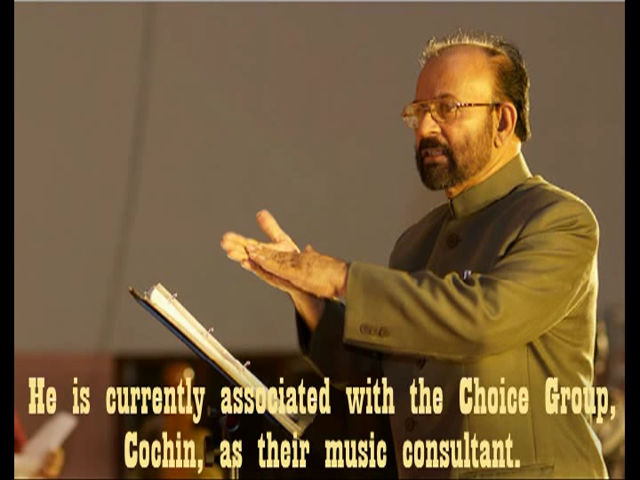 He is currently associated with the Choice Group,
Cochin, as their music consultant.